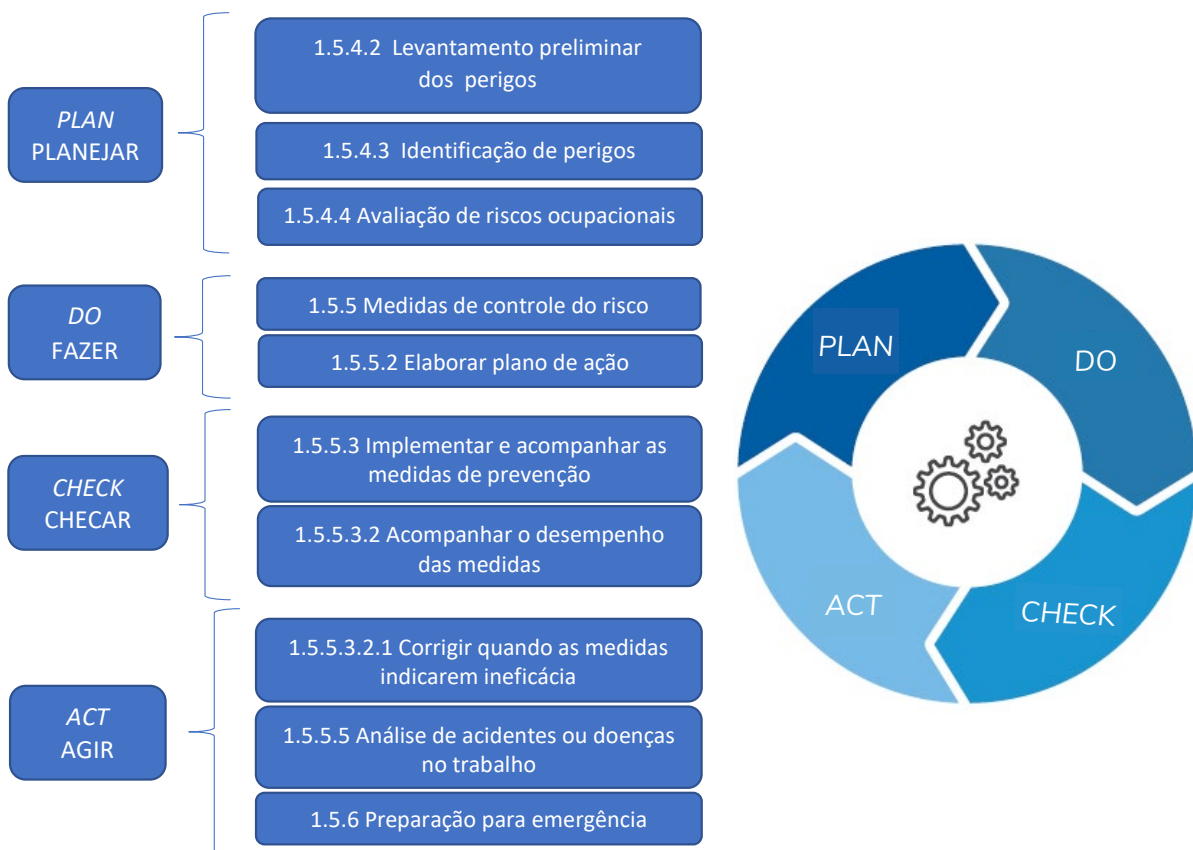 PLAN
PLANEJAR
1.5.4.2 Levantamento preliminar
dos perigos
1.5.4.3 Identificação de perigos
1.5.4.4 Avaliação de riscos ocupacionais
DO
FAZER
1.5.5 Medidas de controle do risco
1.5.5.2 Elaborar plano de ação
CHECK
CHECAR
1.5.5.3 Implementar e acompanhar as
medidas de prevenção
1.5.5.3.2 Acompanhar o desempenho
das medidas
ACT
AGIR
1.5.5.3.2.1 Corrigir quando as medidas
indicarem ineficácia
1.5.5.5 Análise de acidentes ou doenças
no trabalho
1.5.6 Preparação para emergência
PLAN
DO
ACT
CHECK